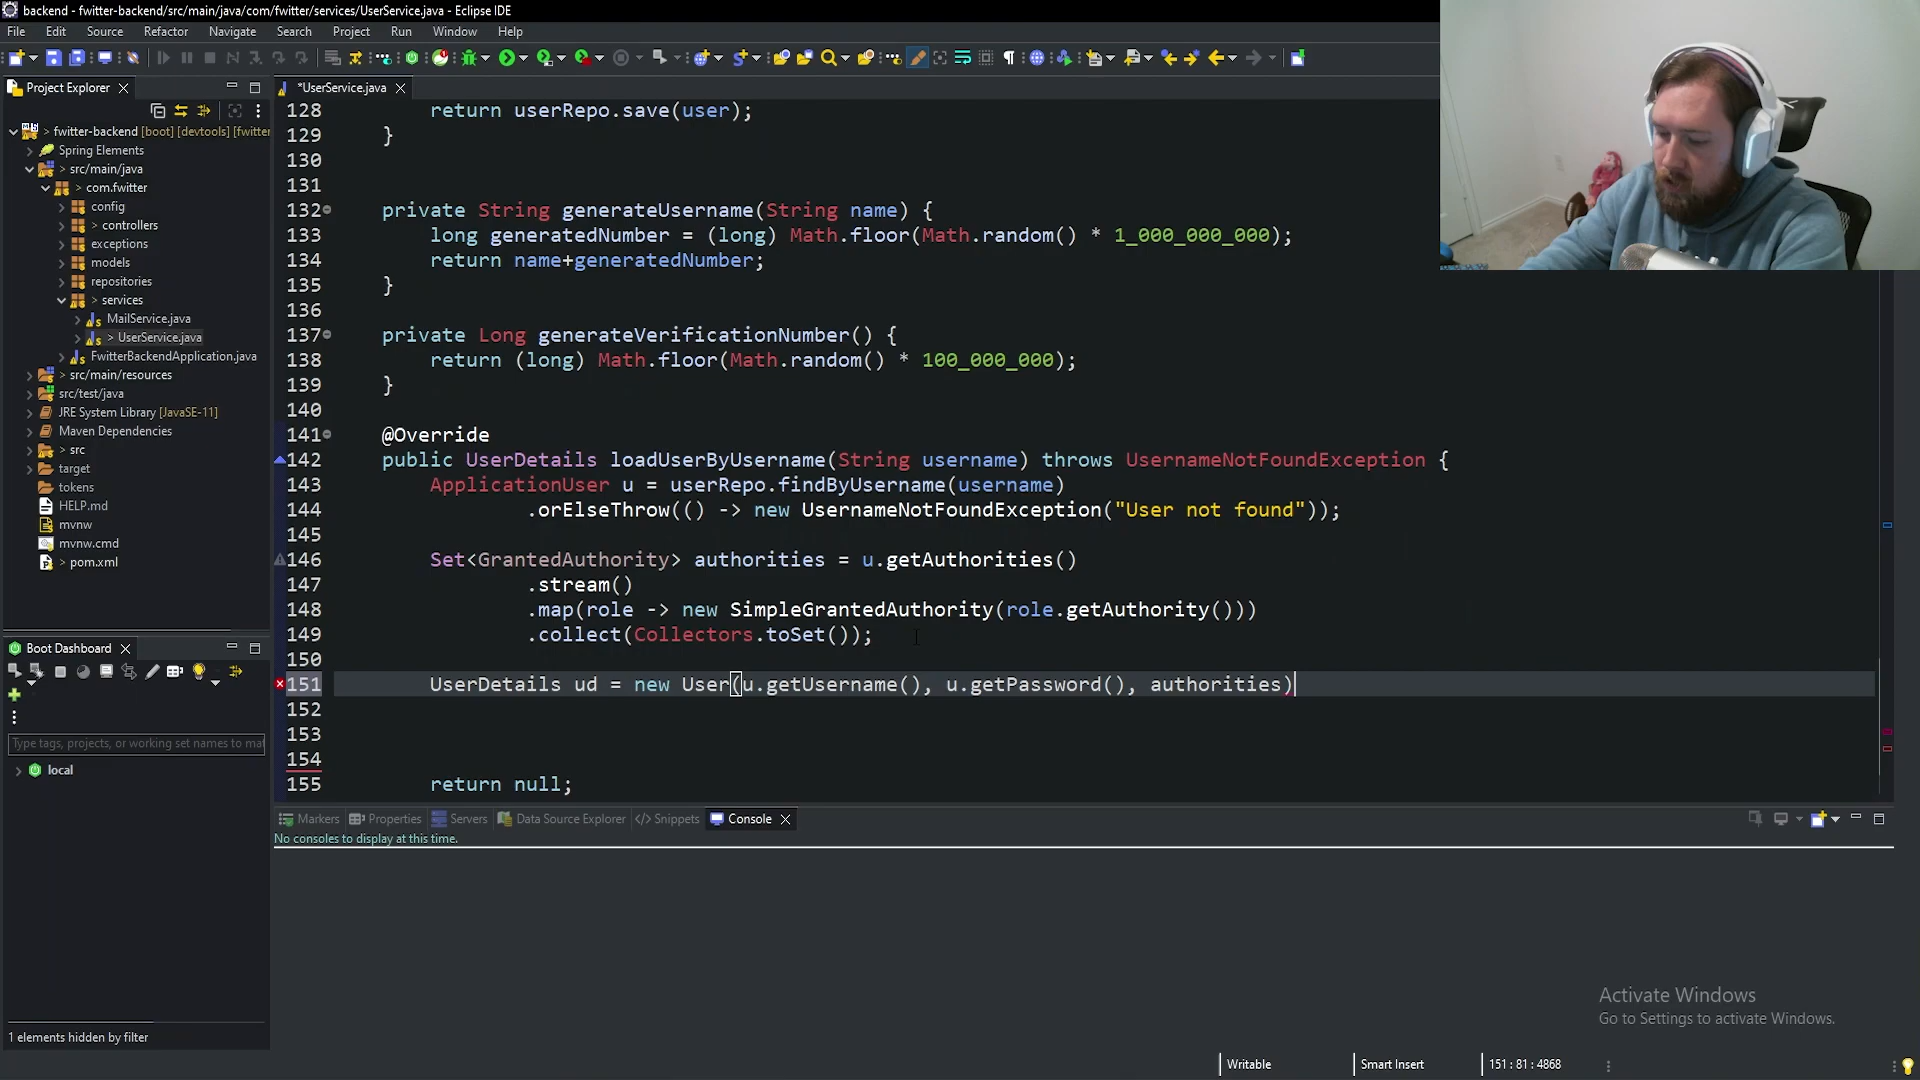 backend - fwitter-backend/src/main/java/com/fwitter/services/UserService.java - Eclipse IDE
File Edit Source Refactor Navigate Search Project Run Window Help
Project Explorer
*UserService.java
> fwitter-backend [boot] [devtools] [fwitter
Spring Elements
> src/main/java
> com.fwitter
config
> controllers
exceptions
models
repositories
> services
MailService.java
> UserService.java
FwitterBackendApplication.java
> src/main/resources
src/test/java
JRE System Library [JavaSE-11]
Maven Dependencies
> src
target
tokens
HELP.md
mvnw
mvnw.cmd
> pom.xml
128 return userRepo.save(user);
129 }
130
131
132 private String generateUsername(String name) {
133 long generatedNumber = (long) Math.floor(Math.random() * 1_000_000_000);
134 return name+generatedNumber;
135 }
136
137 private Long generateVerificationNumber() {
138 return (long) Math.floor(Math.random() * 100_000_000);
139 }
140
141 @Override
142 public UserDetails loadUserByUsername(String username) throws UsernameNotFoundException {
143 ApplicationUser u = userRepo.findByUsername(username)
144 .orElseThrow(() -> new UsernameNotFoundException("User not found"));
145
146 Set<GrantedAuthority> authorities = u.getAuthorities()
147 .stream()
148 .map(role -> new SimpleGrantedAuthority(role.getAuthority()))
149 .collect(Collectors.toSet());
150
151 UserDetails ud = new User(u.getUsername(), u.getPassword(), authorities)
152
153
154
155 return null;
Boot Dashboard
Type tags, projects, or working set names to mat
local
1 elements hidden by filter
Markers Properties Servers Data Source Explorer Snippets Console
No consoles to display at this time.
Activate Windows
Go to Settings to activate Windows.
Writable Smart Insert 151 : 81 : 4868